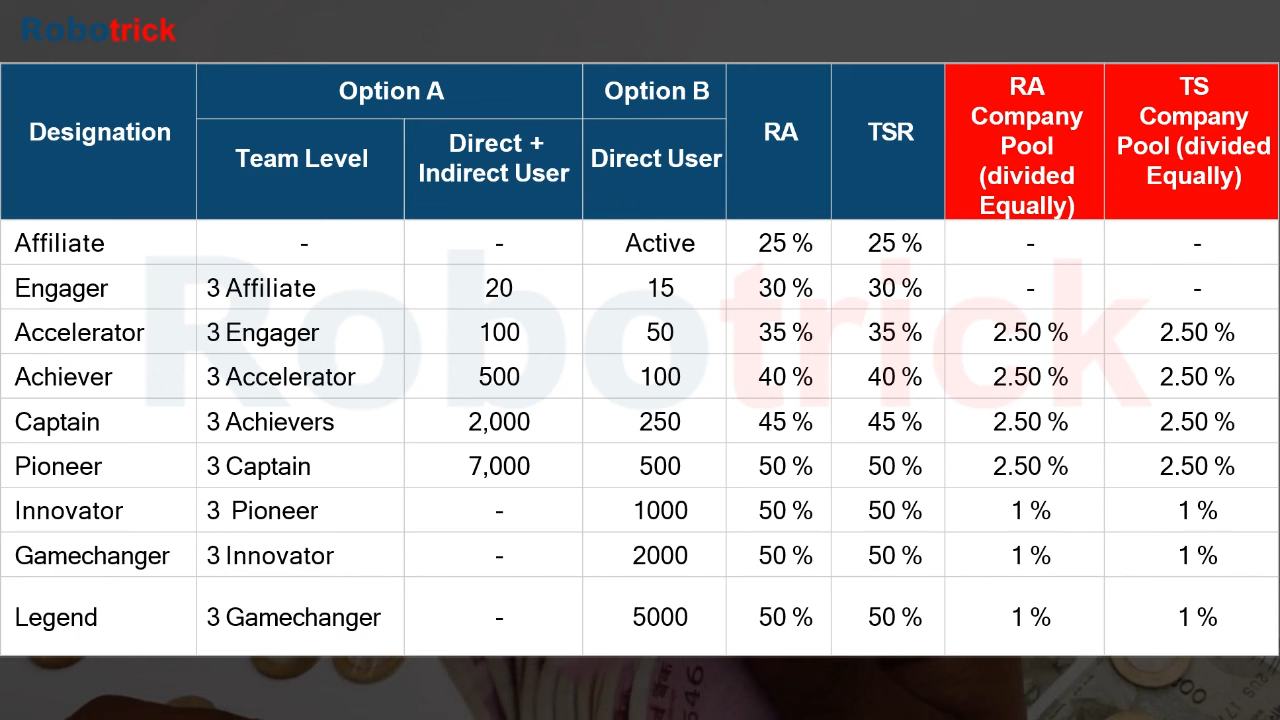 Robotrick
Designation
Option A
Option B
RA
TSR
RA
Company
Pool
(divided
Equally)
TS
Company
Pool (divided
Equally)
Team Level
Direct +
Indirect User
Direct User
Affiliate - - Active 25 % 25 % - -
Engager 3 Affiliate 20 15 30 % 30 % - -
Accelerator 3 Engager 100 50 35 % 35 % 2.50 % 2.50 %
Achiever 3 Accelerator 500 100 40 % 40 % 2.50 % 2.50 %
Captain 3 Achievers 2,000 250 45 % 45 % 2.50 % 2.50 %
Pioneer 3 Captain 7,000 500 50 % 50 % 2.50 % 2.50 %
Innovator 3 Pioneer - 1000 50 % 50 % 1 % 1 %
Gamechanger 3 Innovator - 2000 50 % 50 % 1 % 1 %
Legend 3 Gamechanger - 5000 50 % 50 % 1 % 1 %
Robotrick